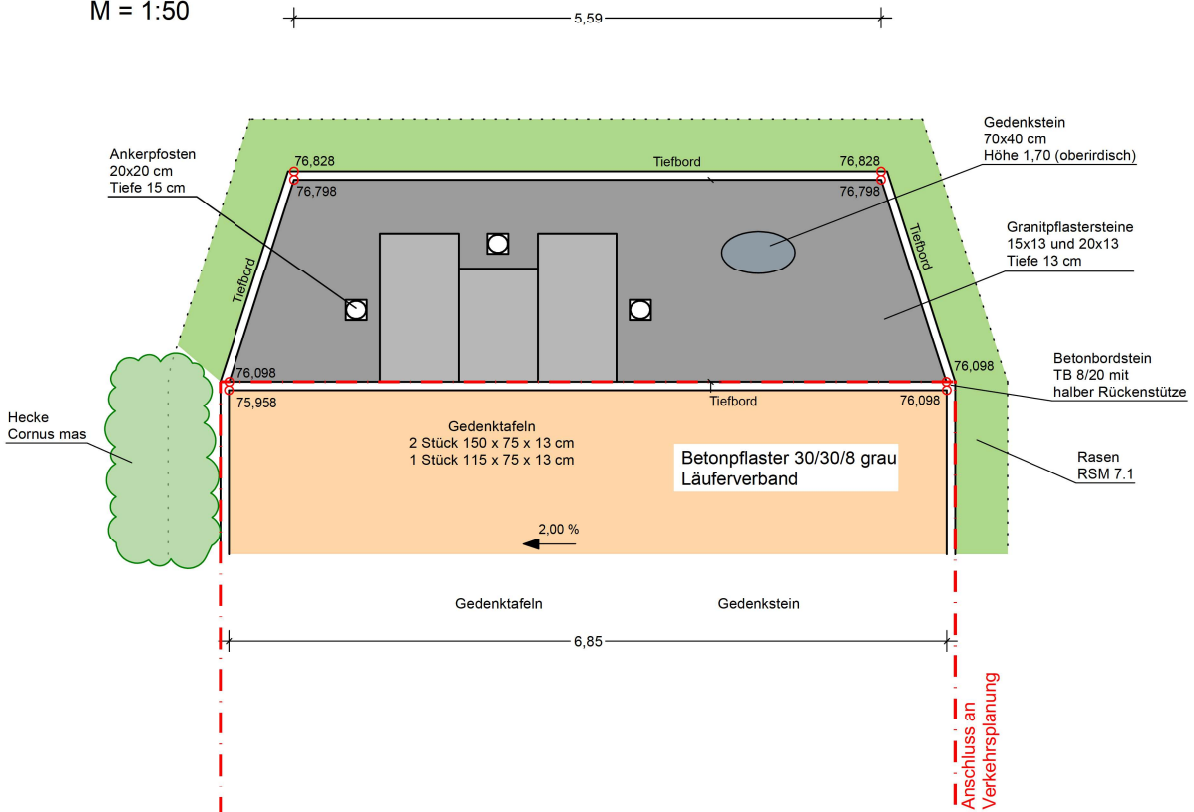 M = 1:50
5,59
Gedenkstein
70x40 cm
Höhe 1,70 (oberirdisch)
Ankerpfosten
20x20 cm
Tiefe 15 cm
76,828
Tiefbord
76,828
76,798
76,798
Granitpflastersteine
15x13 und 20x13
Tiefe 13 cm
Tiefbord
Tiefbord
Betonbordstein
TB 8/20 mit
halber Rückenstütze
76,098
76,098
75,958
Tiefbord
76,098
Hecke
Cornus mas
Gedenktafeln
2 Stück 150 x 75 x 13 cm
1 Stück 115 x 75 x 13 cm
Betonpflaster 30/30/8 grau
Läuferverband
Rasen
RSM 7.1
2,00 %
Gedenktafeln
Gedenkstein
6,85
Anschluss an
Verkehrsplanung